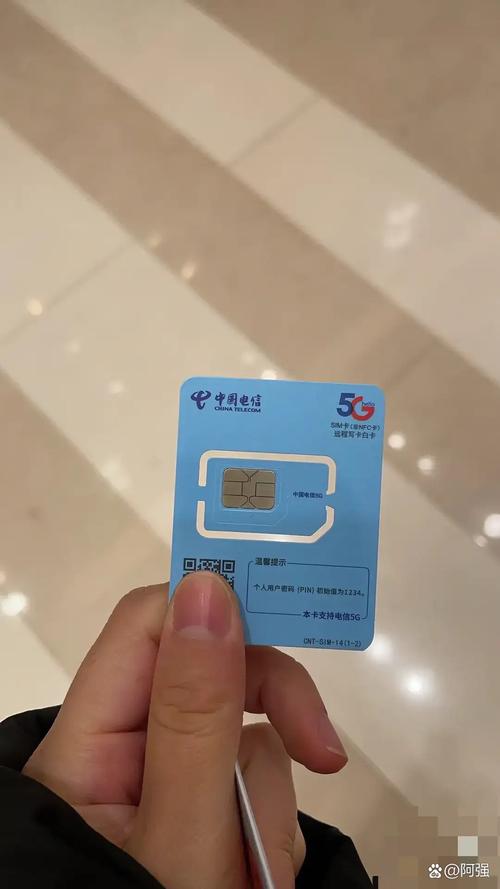 中国电信
CHINA TELECOM
5G
hello
SIM卡(非NFC卡)
远程写卡白卡
中国电信5G
温馨提示
个人用户密码 (PIN) 初始值为1234。
本卡支持电信5G
CNT-SIM-14(1-2)
阿强